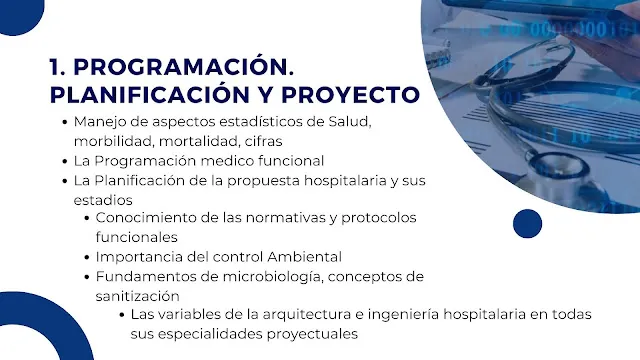 1. PROGRAMACIÓN.
PLANIFICACIÓN Y PROYECTO
Manejo de aspectos estadísticos de Salud,
morbilidad, mortalidad, cifras
La Programación medico funcional
La Planificación de la propuesta hospitalaria y sus
estadios
Conocimiento de las normativas y protocolos
funcionales
Importancia del control Ambiental
Fundamentos de microbiología, conceptos de
sanitización
Las variables de la arquitectura e ingeniería hospitalaria en todas
sus especialidades proyectuales